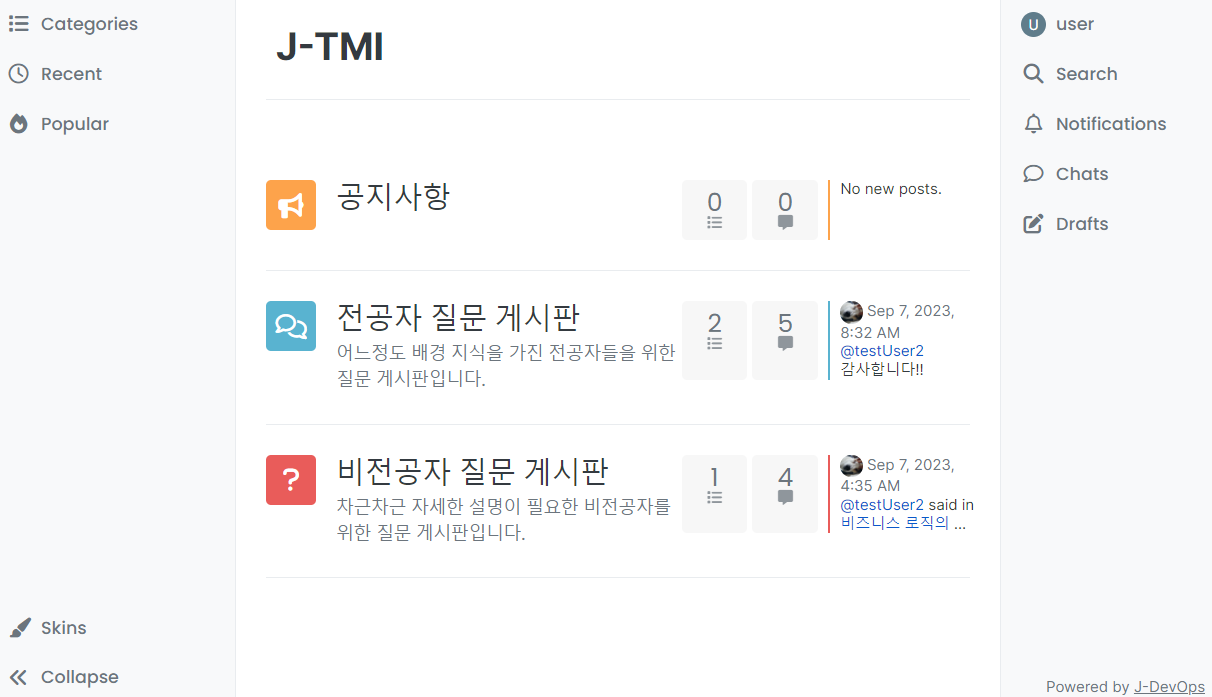 Categories
Recent
Popular
Skins
Collapse
J-TMI
공지사항
0
0
No new posts.
전공자 질문 게시판
어느정도 배경 지식을 가진 전공자들을 위한
질문 게시판입니다.
2
5
Sep 7, 2023,
8:32 AM
@testUser2
감사합니다!!
?
비전공자 질문 게시판
차근차근 자세한 설명이 필요한 비전공자를
위한 질문 게시판입니다.
1
4
Sep 7, 2023,
4:35 AM
@testUser2 said in
비즈니스 로직의 ...
U user
Search
Notifications
Chats
Drafts
Powered by J-DevOps